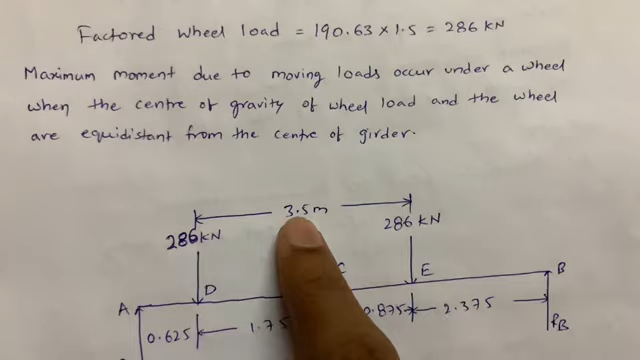 Factored wheel load = 190.63 × 1.5 = 286 KN
Maximum moment due to moving loads occur under a wheel
when the centre of gravity of wheel load and the wheel
are equidistant from the centre of girder.
3.5m
286KN 286 KN
A D C E B
0.625 1.75 0.875 2.375 RB